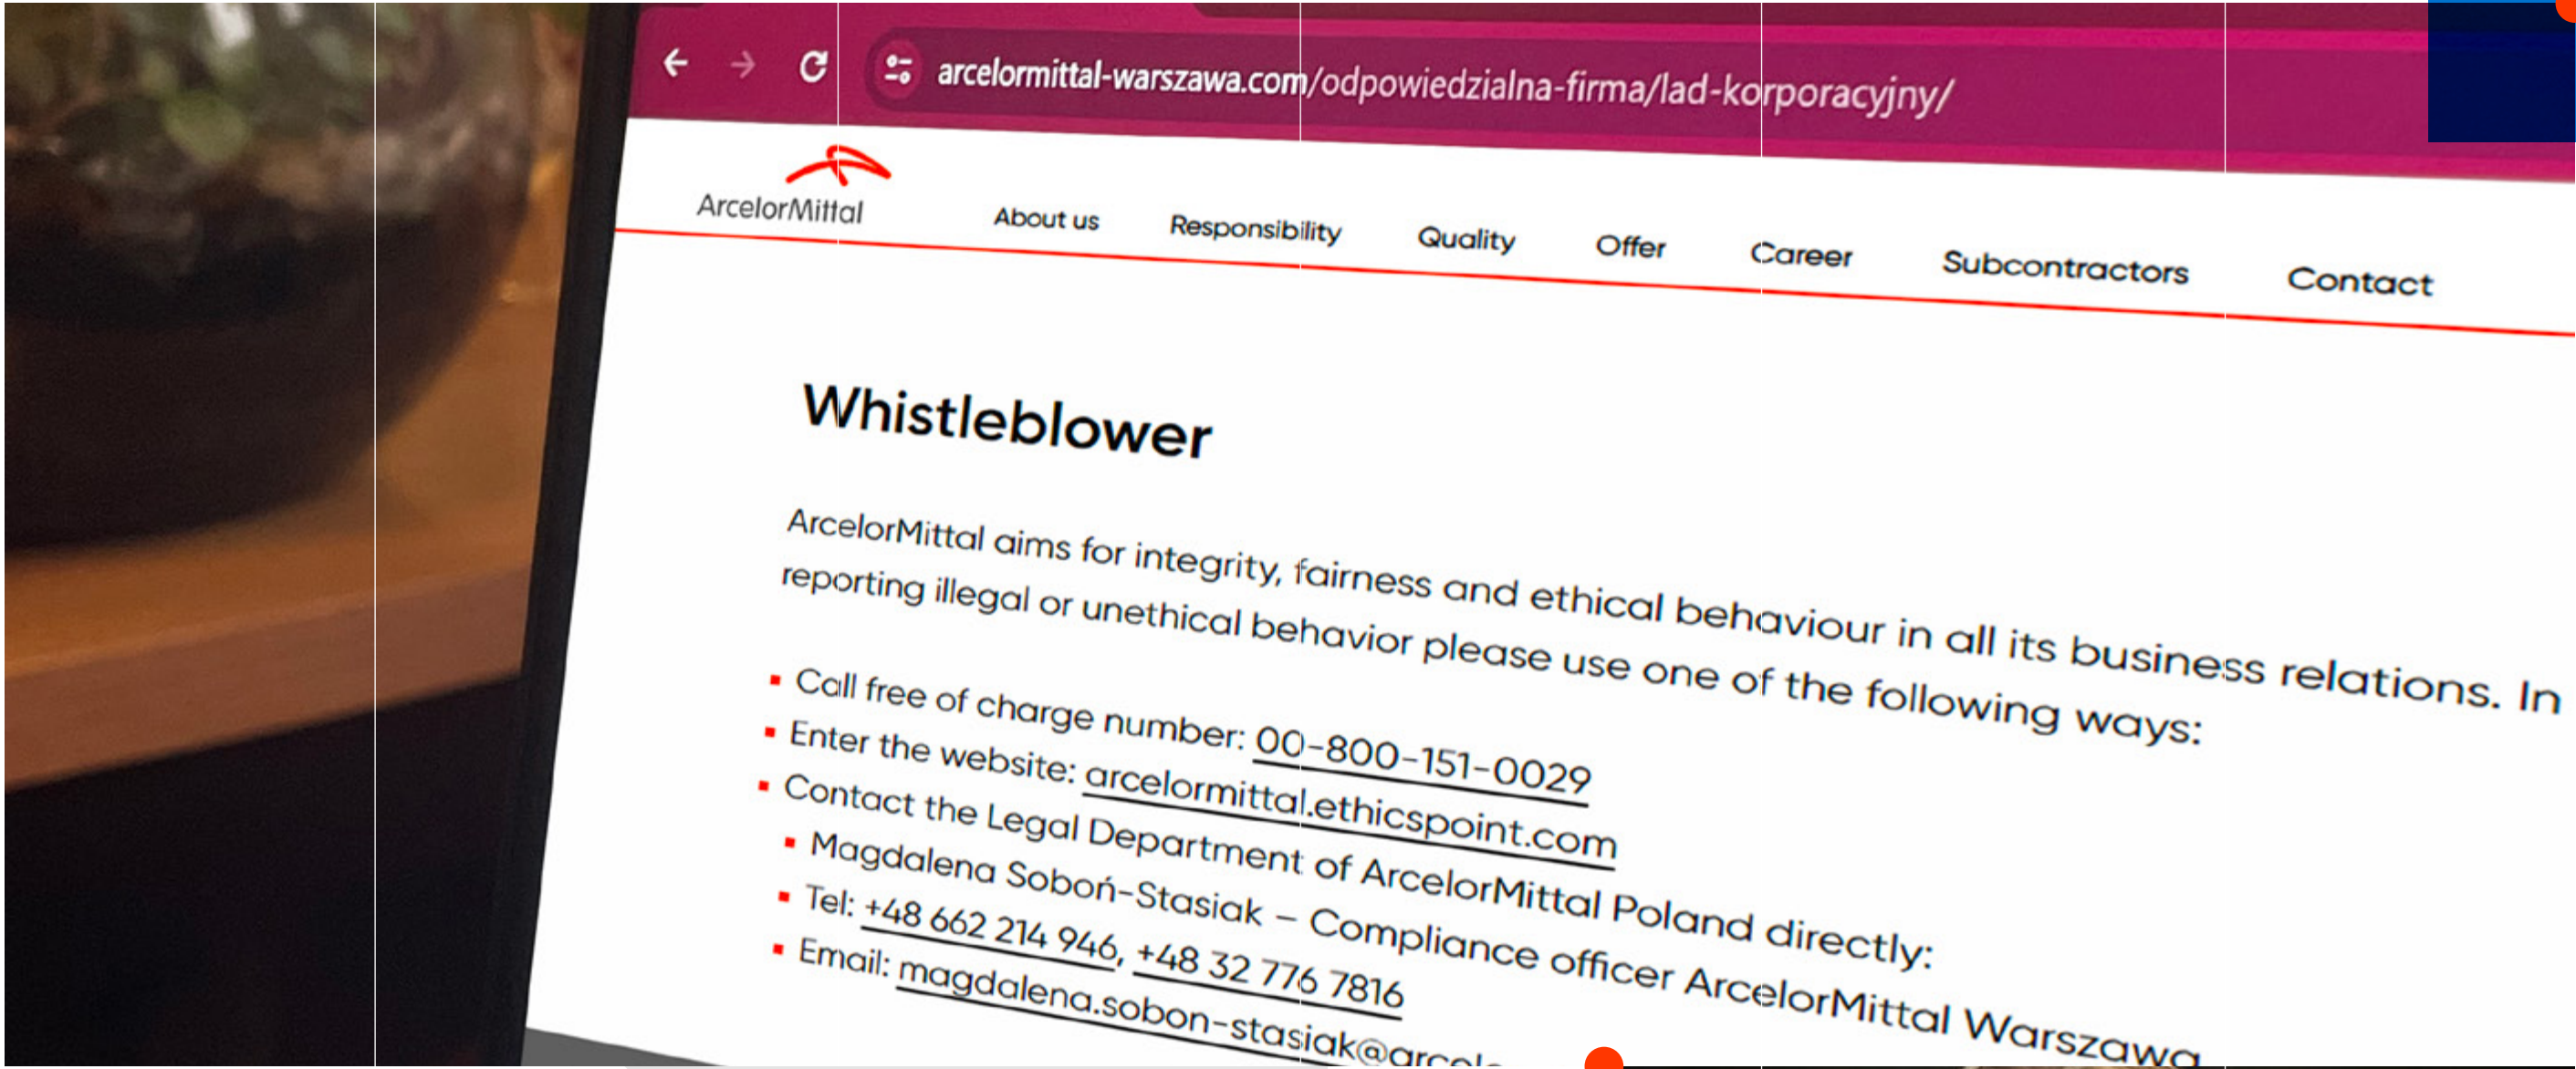 arcelormittal-warszawa.com/odpowiedzialna-firma/lad-korporacyjny/
ArcelorMittal
About us Responsibility Quality Offer Career Subcontractors Contact
Whistleblower
ArcelorMittal aims for integrity, fairness and ethical behaviour in all its business relations. In
reporting illegal or unethical behavior please use one of the following ways:
Call free of charge number: 00-800-151-0029
Enter the website: arcelormittal.ethicspoint.com
Contact the Legal Department of ArcelorMittal Poland directly:
Magdalena Soboń-Stasiak – Compliance officer ArcelorMittal Warszawa
Tel: +48 662 214 946, +48 32 776 7816
Email: magdalena.sobon-stasiak@arcelo